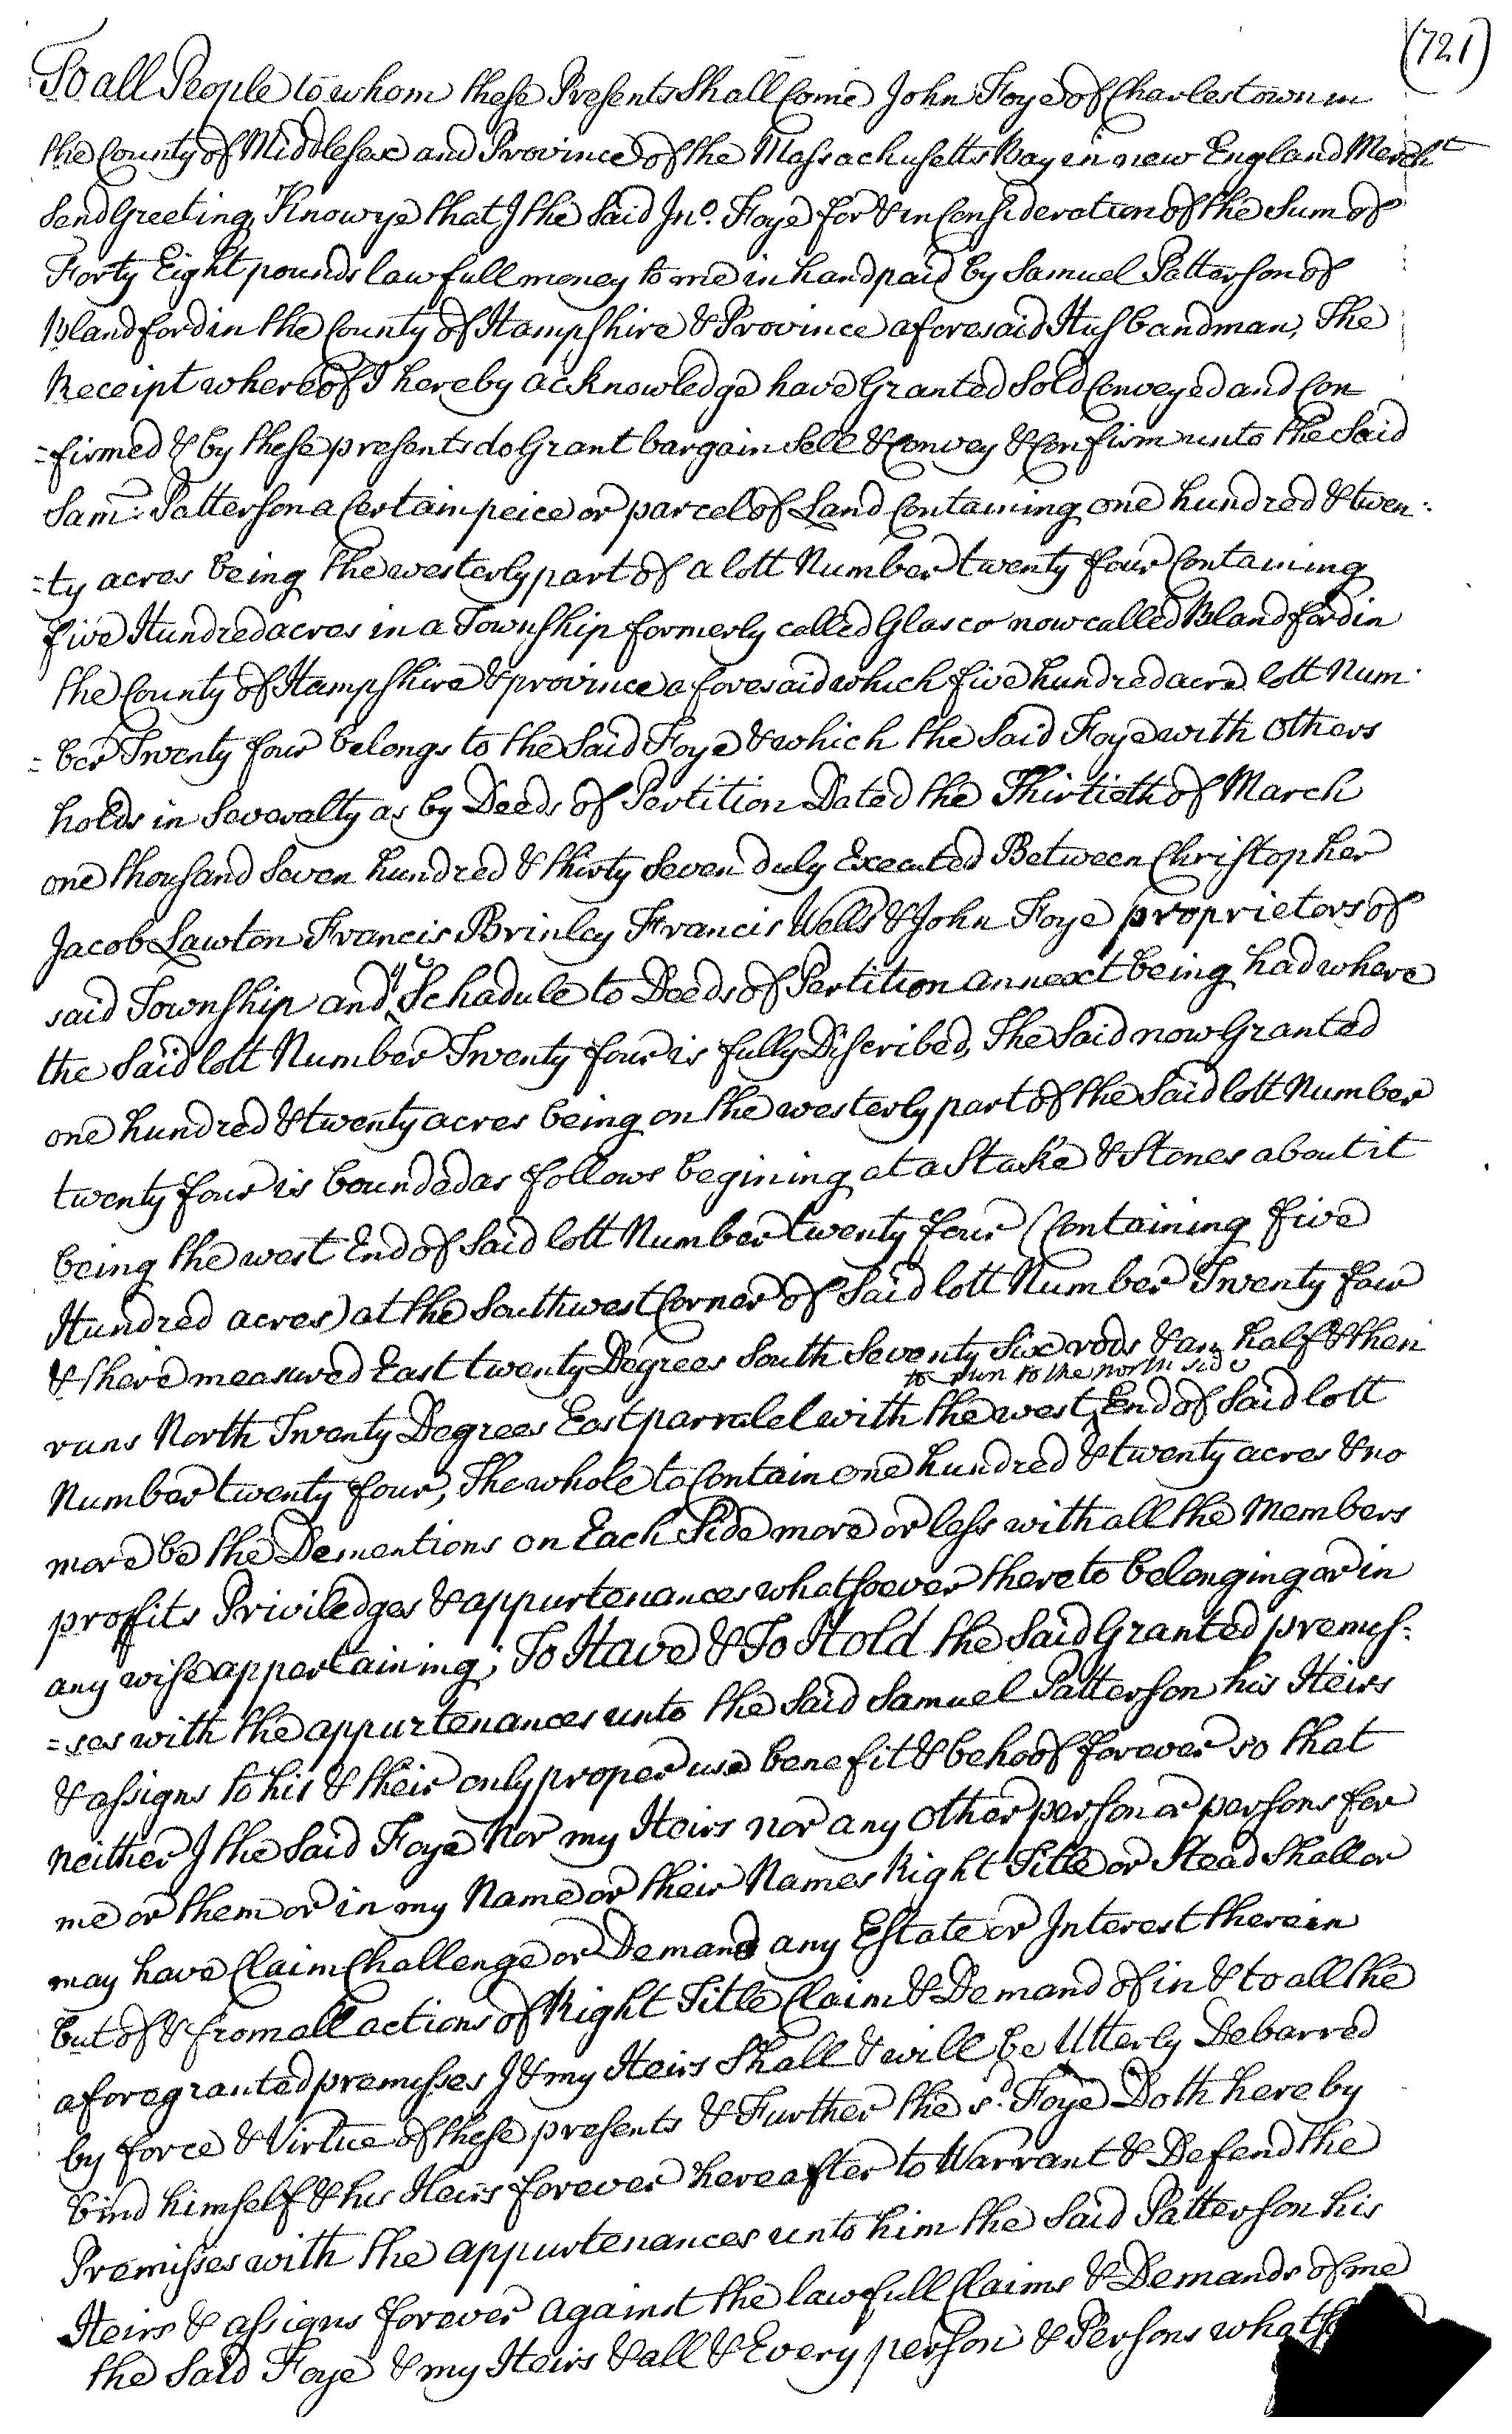 (721)
To all People to whom these Presents Shall Come John Foye of Charlestown in
the County of Middlesex and Province of the Massachusetts Bay in new England Mercht
Send Greeting Know ye that I the Said Jno. Foye for & in Consideration of the Sum of
Forty Eight pounds lawfull money to me in hand paid by Samuel Patterson of
Blandford in the County of Hampshire & Province aforesaid Husbandman, The
Receipt whereof I hereby acknowledge have Granted Sold Conveyed and Con
=firmed & by these presents do Grant bargain Sell & Convey & Confirm unto the Said
Sam: Patterson a Certain peice or parcel of Land Containing one hundred & twen:
=ty acres being the westerly part of a lott Number twenty four Containing
five Hundred acres in a Township formerly called Glasco now called Blandford in
the County of Hampshire & province aforesaid which five hundred acre lott Num
=ber Twenty four belongs to the Said Foye & which the Said Foye with others
holds in Severalty as by Deeds of Pertition Dated the Thirtieth of March
one thousand Seven hundred & thirty Seven duly Executed Between Christopher
Jacob Lawton Francis Brinley Francis Wells & John Foye proprietors of
said Township and ye Schadule to Deeds of Pertition annext being had where
the Said lott Number Twenty four is fully Discribed, The Said now Granted
one hundred & twenty acres being on the westerly part of the Said lott Number
twenty four is bounded as follows begining at a Stake & Stones about it
being the west End of Said lott Number twenty four (Containing five
Hundred acres) at the Southwest Corner of Said lott Number Twenty four
& there measured East twenty Degrees South Seventy Six rods & an half & then
to run to the north side
runs North Twenty Degrees East parralel with the west End of Said lott
Number twenty four, The whole to Contain one hundred & twenty acres & no
more be the Dementions on Each Side more or less with all the Members
proffits Priviledges & appurtenances whatsoever thereto belonging or in
any wise appertaining; To Have & To Hold the Said Granted premis:
=ses with the appurtenances unto the Said Samuel Patterson his Heirs
& assigns to his & their only proper use benefit & behoof forever so that
neither I the Said Foye nor my Heirs nor any other person or persons for
me or them or in my Name or their Names Right Title or Stead Shall or
may have Claim Challenge or Demand any Estate or Interest therein
but of & from all actions of Right Title Claim & Demand of in & to all the
aforegranted premisses I & my Heirs Shall & will be Utterly Debarred
by force & Virtue of these presents & Further the sd. Foye Doth hereby
bind himself & his Heirs forever hereafter to Warrant & Defend the
Premisses with the appurtenances unto him the Said Patterson his
Heirs & assigns forever against the lawfull Claims & Demands of me
the Said Foye & my Heirs & all & Every person & Persons